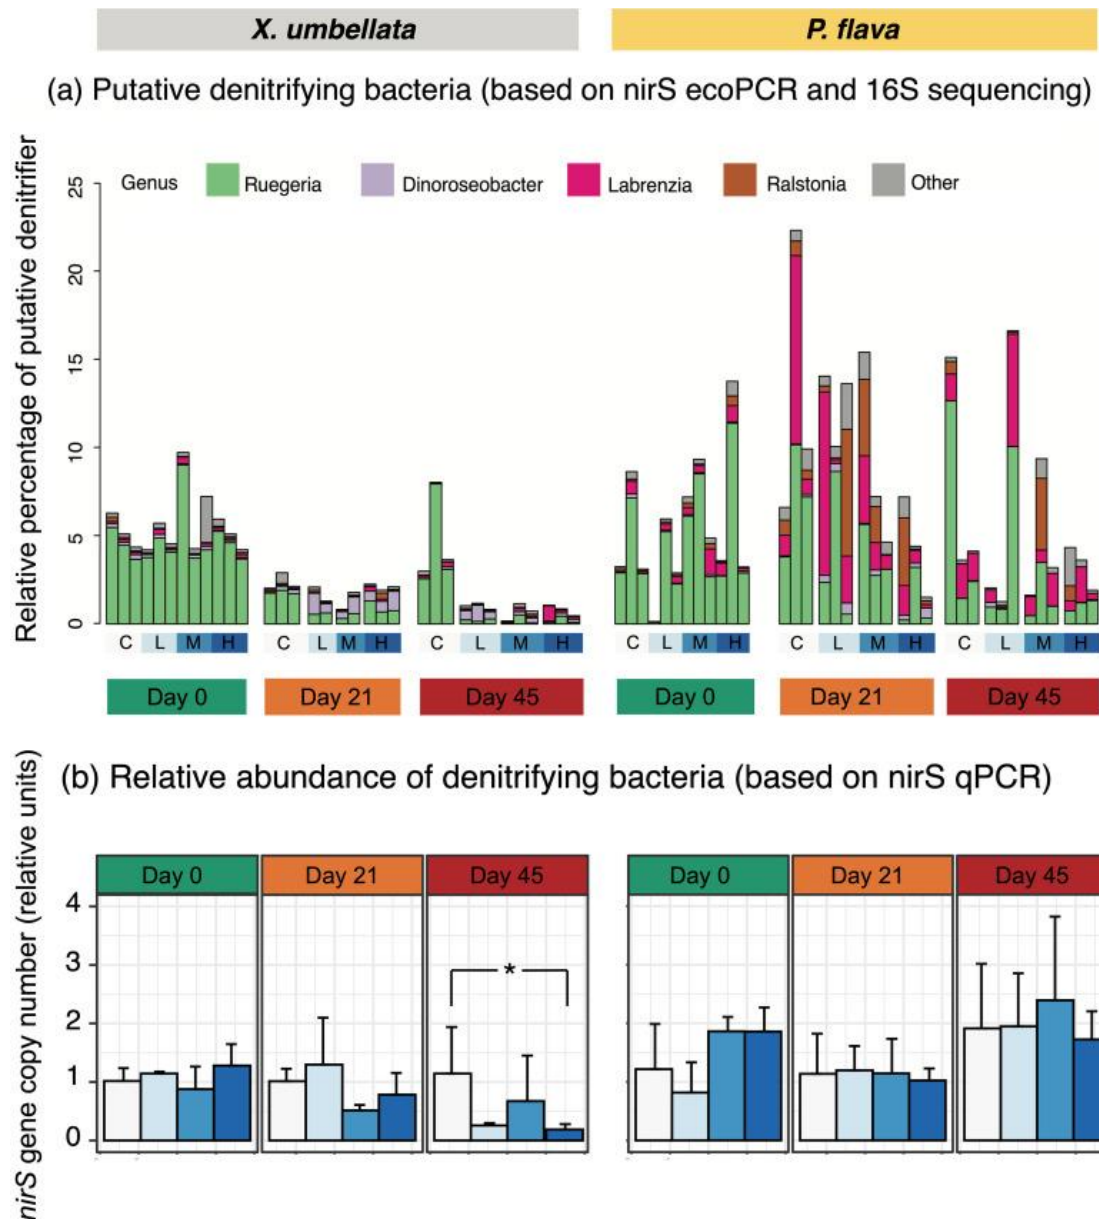 X. umbellata P. flava
(a) Putative denitrifying bacteria (based on nirS ecoPCR and 16S sequencing)
Relative percentage of putative denitrifier
Genus Ruegeria Dinoroseobacter Labrenzia Ralstonia Other
25
20
15
10
5
0
C L M H C L M H C L M H C L M H C L M H C L M H
Day 0 Day 21 Day 45 Day 0 Day 21 Day 45
(b) Relative abundance of denitrifying bacteria (based on nirS qPCR)
nirS gene copy number (relative units)
Day 0 Day 21 Day 45 Day 0 Day 21 Day 45
4
3
*
2
1
0